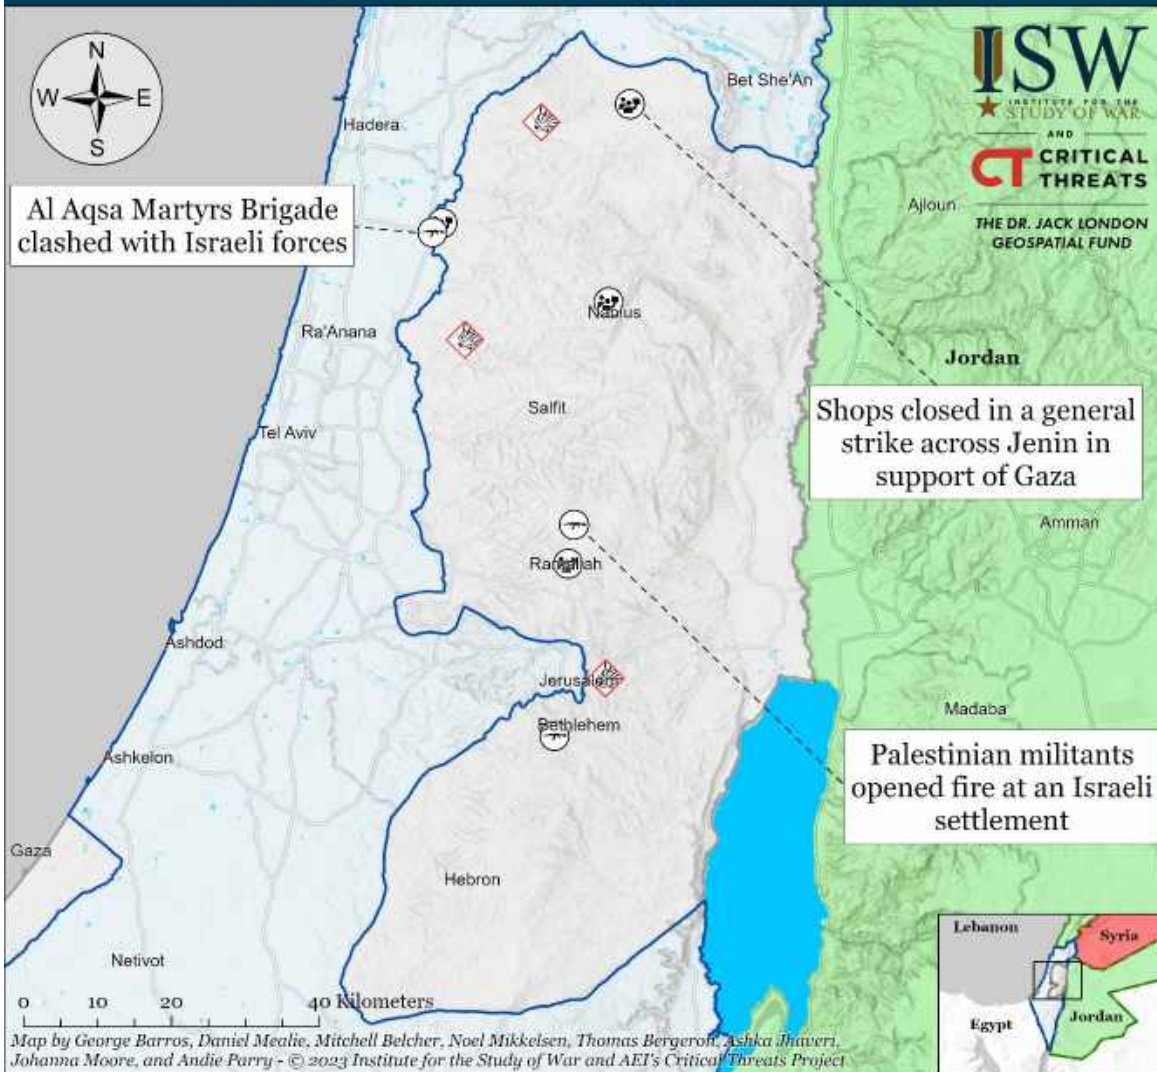 N
W E
S
Bet She'An
Hadera
ISW
INSTITUTE FOR THE
STUDY OF WAR
AND
CT CRITICAL
THREATS
THE DR. JACK LONDON
GEOSPATIAL FUND
Ajloun
Al Aqsa Martyrs Brigade
clashed with Israeli forces
Nablus
Ra'Anana
Jordan
Salfit
Tel Aviv
Shops closed in a general
strike across Jenin in
support of Gaza
Amman
Ramallah
Ashdod
Jerusalem
Madaba
Bethlehem
Ashkelon
Palestinian militants
opened fire at an Israeli
settlement
Gaza
Hebron
Netivot
Lebanon
Syria
Egypt
Jordan
0 10 20 40 Kilometers
Map by George Barros, Daniel Mealie, Mitchell Belcher, Noel Mikkelsen, Thomas Bergeron, Ashka Jhaveri,
Johanna Moore, and Andie Parry - © 2023 Institute for the Study of War and AEI's Critical Threats Project